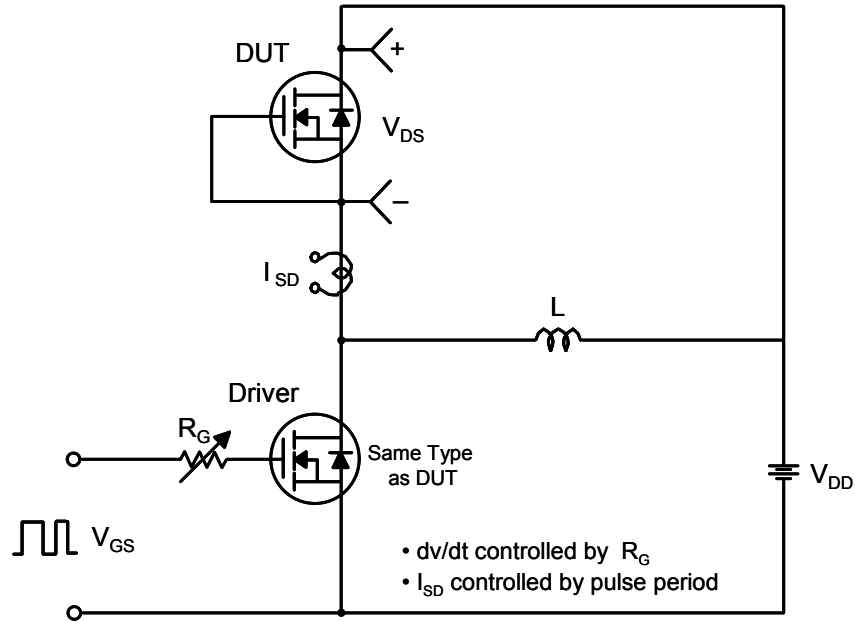 +
DUT
V_DS
−
I_SD
L
Driver
R_G
Same Type
as DUT
V_DD
V_GS
• dv/dt controlled by R_G
• I_SD controlled by pulse period